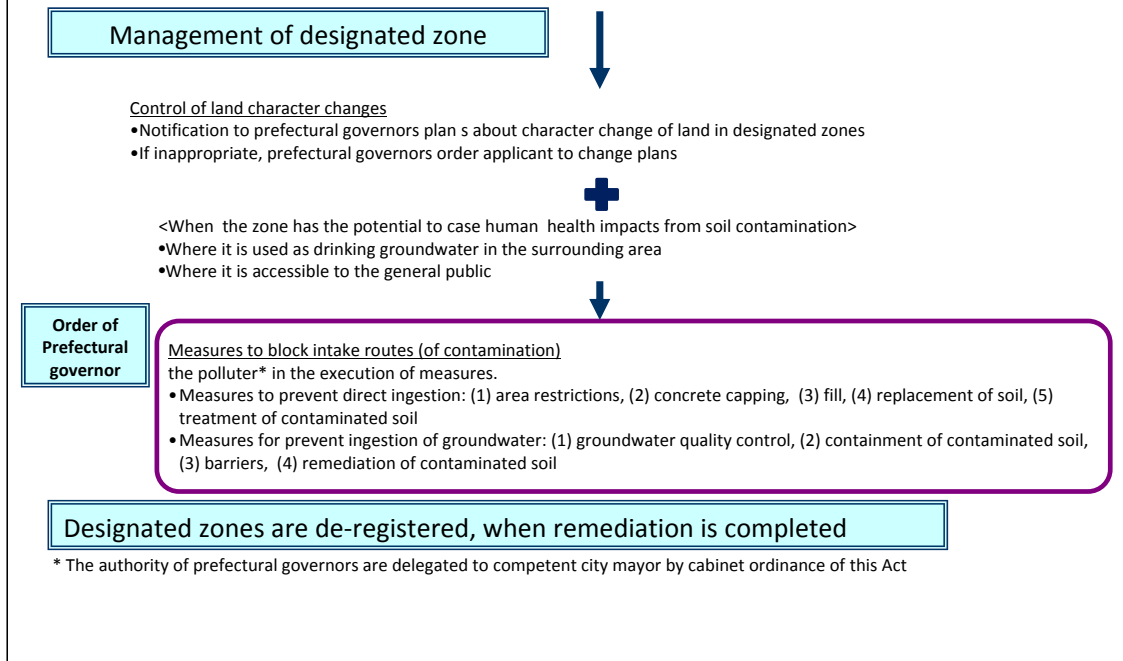 Management of designated zone
Control of land character changes
•Notification to prefectural governors plan s about character change of land in designated zones
•If inappropriate, prefectural governors order applicant to change plans
<When the zone has the potential to case human health impacts from soil contamination>
•Where it is used as drinking groundwater in the surrounding area
•Where it is accessible to the general public
Order of
Prefectural
governor
Measures to block intake routes (of contamination)
the polluter* in the execution of measures.
• Measures to prevent direct ingestion: (1) area restrictions, (2) concrete capping, (3) fill, (4) replacement of soil, (5)
treatment of contaminated soil
• Measures for prevent ingestion of groundwater: (1) groundwater quality control, (2) containment of contaminated soil,
(3) barriers, (4) remediation of contaminated soil
Designated zones are de-registered, when remediation is completed
* The authority of prefectural governors are delegated to competent city mayor by cabinet ordinance of this Act